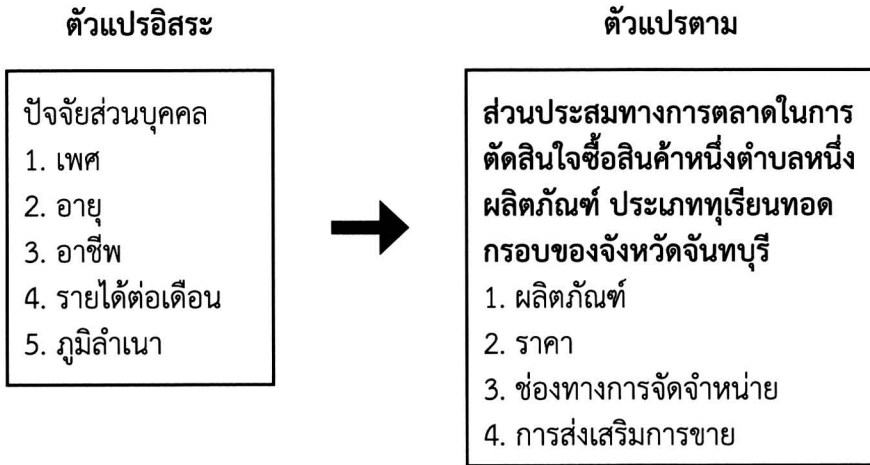 ตัวแปรอิสระ
ปัจจัยส่วนบุคคล
1. เพศ
2. อายุ
3. อาชีพ
4. รายได้ต่อเดือน
5. ภูมิลำเนา
ตัวแปรตาม
ส่วนประสมทางการตลาดในการ
ตัดสินใจซื้อสินค้าหนึ่งตำบลหนึ่ง
ผลิตภัณฑ์ ประเภททุเรียนทอด
กรอบของจังหวัดจันทบุรี
1. ผลิตภัณฑ์
2. ราคา
3. ช่องทางการจัดจำหน่าย
4. การส่งเสริมการขาย